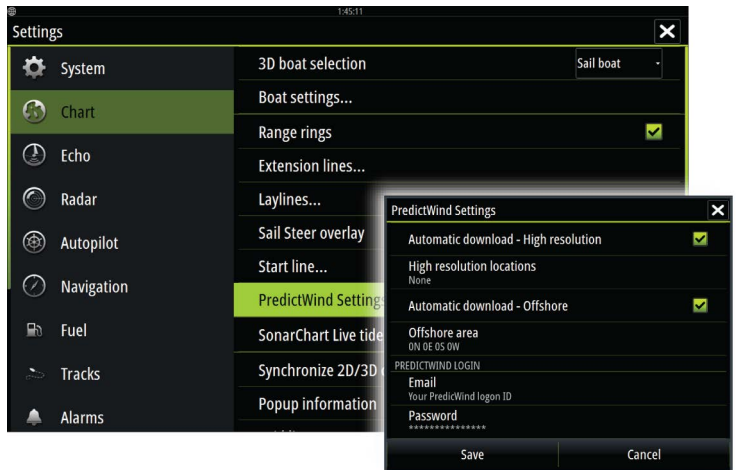 1:45:11
Settings
System
Chart
Echo
Radar
Autopilot
Navigation
Fuel
Tracks
Alarms
3D boat selection
Sail boat
Boat settings...
Range rings
Extension lines...
Laylines...
Sail Steer overlay
Start line...
PredictWind Settings
SonarChart Live tide
Synchronize 2D/3D
Popup information
PredictWind Settings
Automatic download - High resolution
High resolution locations
None
Automatic download - Offshore
Offshore area
0N 0E 0S 0W
PREDICTWIND LOGIN
Email
Your PredicWind logon ID
Password
***************
Save
Cancel